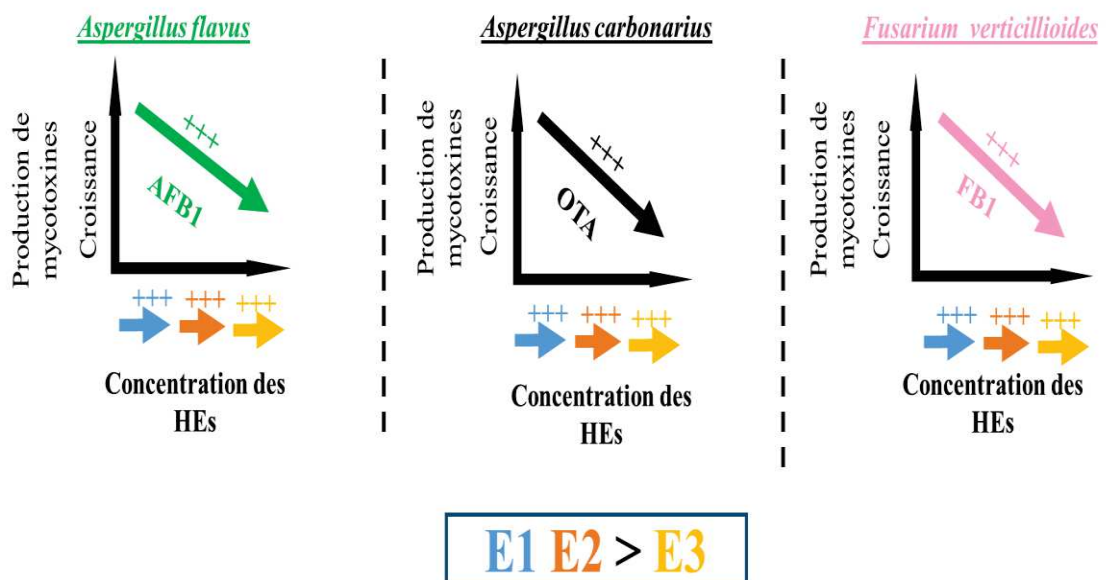 Aspergillus flavus
Production de
mycotoxines
Croissance
+++
AFB1
+++ +++ +++
Concentration des
HEs
Aspergillus carbonarius
Production de
mycotoxines
Croissance
+++
OTA
+++ +++ +++
Concentration des
HEs
Fusarium verticillioides
Production de
mycotoxines
Croissance
+++
FB1
+++ +++ +++
Concentration des
HEs
E1 E2 > E3